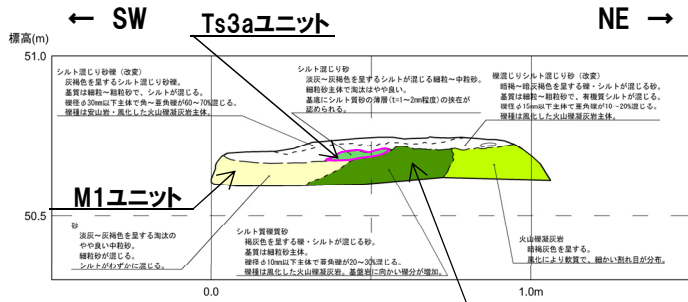 ← SW
Ts3aユニット
NE →
標高(m)
51.0
シルト混じり砂礫（改変）
灰褐色を呈するシルト混じり砂礫。
基質は細粒～粗粒砂で、シルトが混じる。
礫径φ30mm以下主体で角～亜角礫が60～70%混じる。
礫種は安山岩・風化した火山礫凝灰岩主体。
シルト混じり砂
淡灰～灰褐色を呈するシルトが混じる細粒～中粒砂。
細粒砂主体で淘汰はやや良い。
基底にシルト質砂の薄層(t=1～2mm程度)の挟在が
認められる。
礫混じりシルト混じり砂（改変）
暗褐～暗灰褐色を呈する礫・シルトが混じる砂。
基質は細粒～粗粒砂で、有機質シルトが混じる。
礫径φ15mm以下主体で亜角礫が10～20%混じる。
礫種は風化した火山礫凝灰岩主体。
M1ユニット
50.5
砂
淡灰～灰褐色を呈する淘汰の
やや良い中粒砂。
細粒砂が混じる。
シルトがわずかに混じる。
シルト質礫質砂
褐灰色を呈する礫・シルトが混じる砂。
基質は細粒砂主体。
礫径φ10mm以下主体で亜角礫が20～30%混じる。
礫種は風化した火山礫凝灰岩。基盤岩に向かい礫分が増加。
火山礫凝灰岩
暗褐灰色を呈する。
風化により軟質で、細かい割れ目が分布。
0.0
1.0m